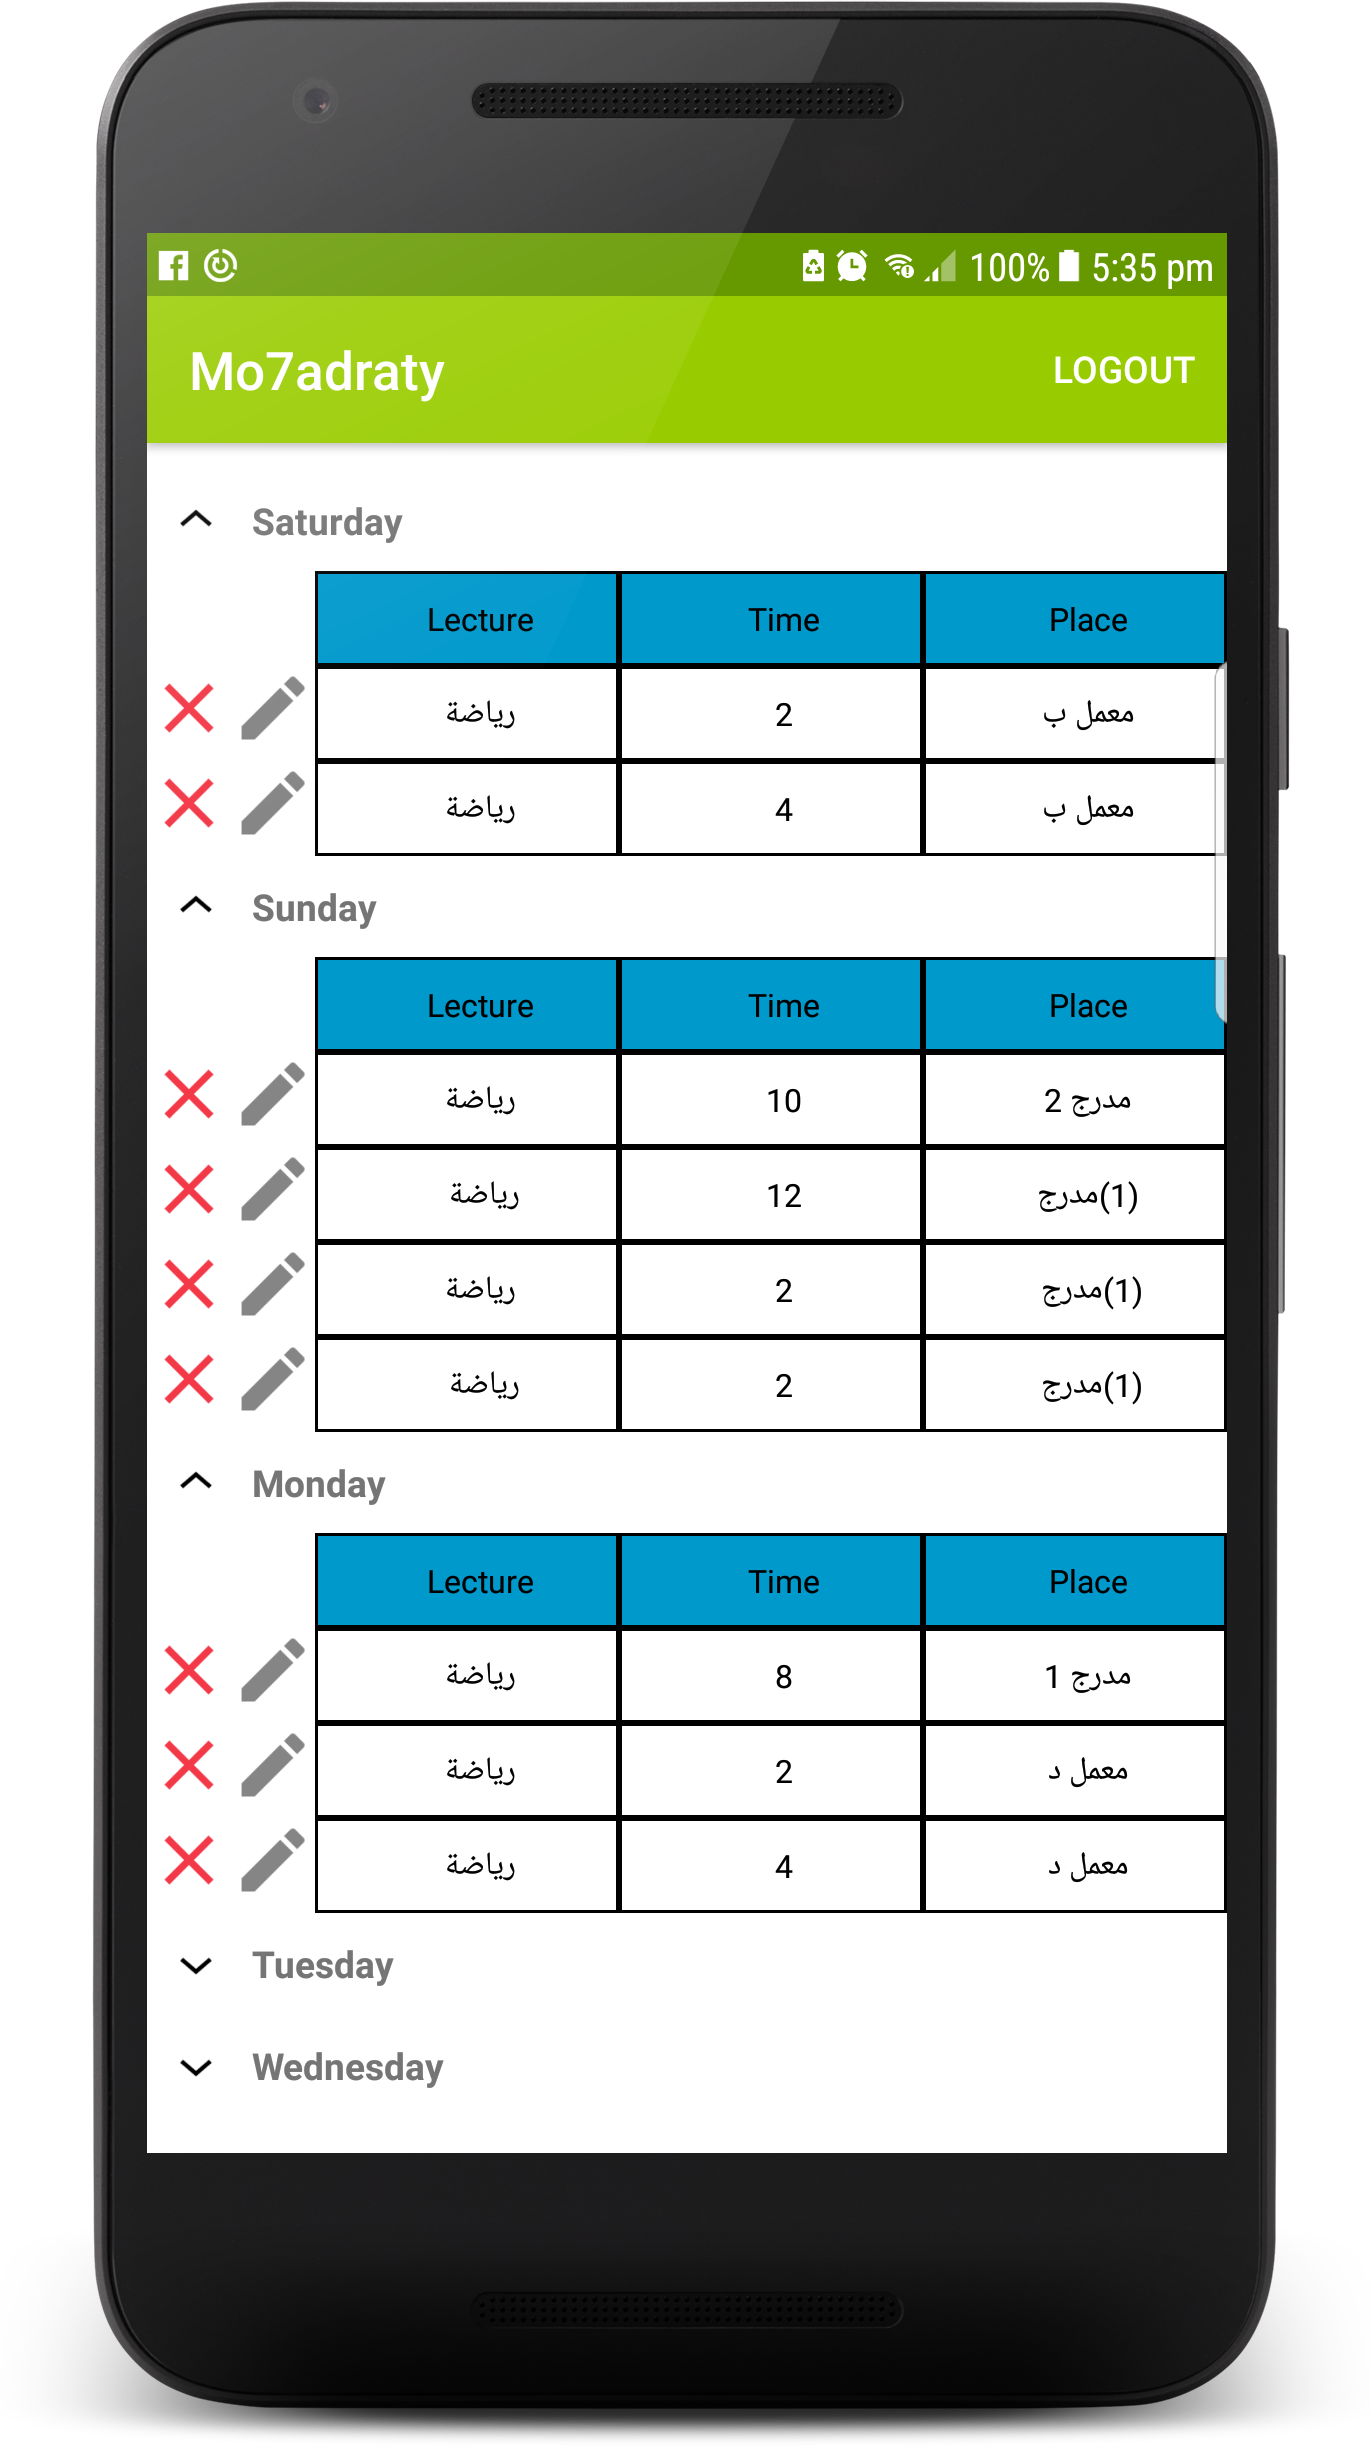 100% 5:35 pm
Mo7adraty LOGOUT
Saturday
Lecture Time Place
رياضة 2 معمل ب
رياضة 4 معمل ب
Sunday
Lecture Time Place
رياضة 10 مدرج 2
رياضة 12 مدرج(1)
رياضة 2 مدرج(1)
رياضة 2 مدرج(1)
Monday
Lecture Time Place
رياضة 8 مدرج 1
رياضة 2 معمل د
رياضة 4 معمل د
Tuesday
Wednesday